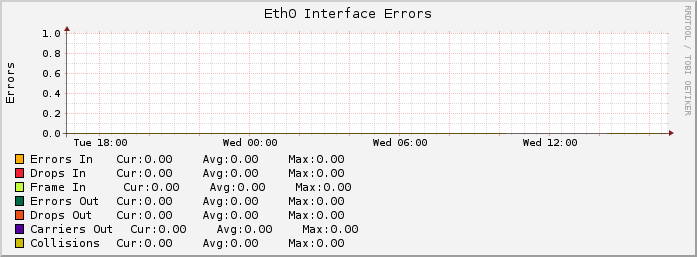 Eth0 Interface Errors
RRDTOOL / TOBI OETIKER
Errors
1.0
0.8
0.6
0.4
0.2
0.0
Tue 18:00 Wed 00:00 Wed 06:00 Wed 12:00
Errors In Cur:0.00 Avg:0.00 Max:0.00
Drops In Cur:0.00 Avg:0.00 Max:0.00
Frame In Cur:0.00 Avg:0.00 Max:0.00
Errors Out Cur:0.00 Avg:0.00 Max:0.00
Drops Out Cur:0.00 Avg:0.00 Max:0.00
Carriers Out Cur:0.00 Avg:0.00 Max:0.00
Collisions Cur:0.00 Avg:0.00 Max:0.00